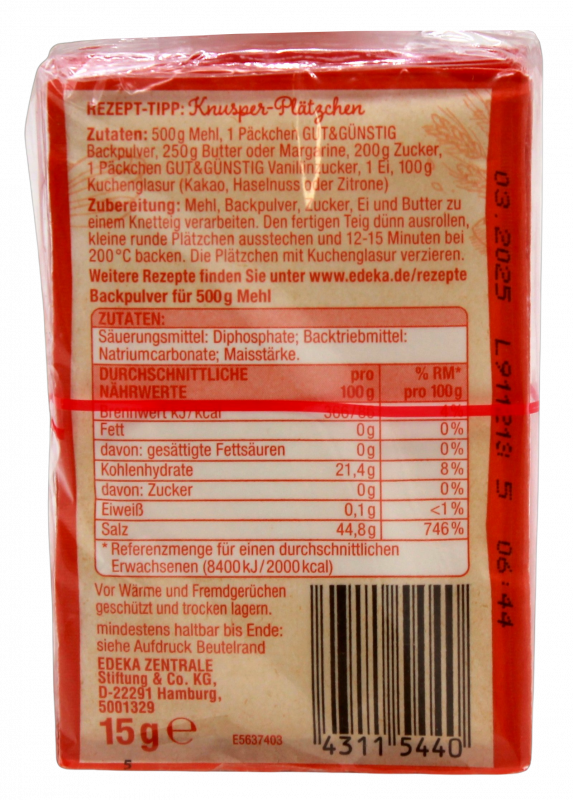 REZEPT-TIPP: Knusper-Plätzchen
Zutaten: 500g Mehl, 1 Päckchen GUT&GÜNSTIG
Backpulver, 250g Butter oder Margarine, 200g Zucker,
1 Päckchen GUT&GÜNSTIG Vanillinzucker, 1 Ei, 100g
Kuchenglasur (Kakao, Haselnuss oder Zitrone)
Zubereitung: Mehl, Backpulver, Zucker, Ei und Butter zu
einem Knetteig verarbeiten. Den fertigen Teig dünn ausrollen,
kleine runde Plätzchen ausstechen und 12-15 Minuten bei
200°C backen. Die Plätzchen mit Kuchenglasur verzieren.
Weitere Rezepte finden Sie unter www.edeka.de/rezepte
Backpulver für 500g Mehl
ZUTATEN:
Säuerungsmittel: Diphosphate; Backtriebmittel:
Natriumcarbonate; Maisstärke.
DURCHSCHNITTLICHE pro % RM*
NÄHRWERTE 100g pro 100g
Brennwert kJ/kcal 4%
Fett 0g 0%
davon: gesättigte Fettsäuren 0g 0%
Kohlenhydrate 21,4g 8%
davon: Zucker 0g 0%
Eiweiß 0,1g <1%
Salz 44,8g 746%
* Referenzmenge für einen durchschnittlichen
Erwachsenen (8400kJ/2000kcal)
Vor Wärme und Fremdgerüchen
geschützt und trocken lagern.
mindestens haltbar bis Ende:
siehe Aufdruck Beutelrand
EDEKA ZENTRALE
Stiftung & Co. KG,
D-22291 Hamburg,
5001329
15g e
E5637403
4311 5440
5
03.2025 5 06:44